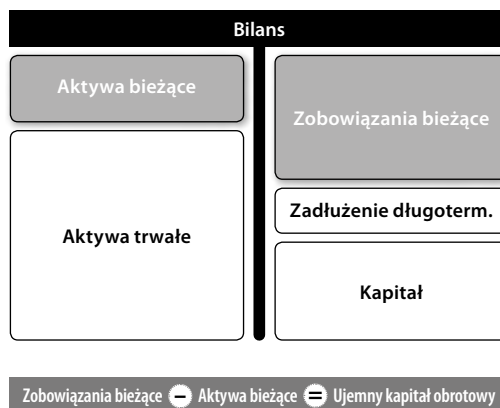 Bilans
Aktywa bieżące
Aktywa trwałe
Zobowiązania bieżące
Zadłużenie długoterm.
Kapitał
Zobowiązania bieżące − Aktywa bieżące = Ujemny kapitał obrotowy